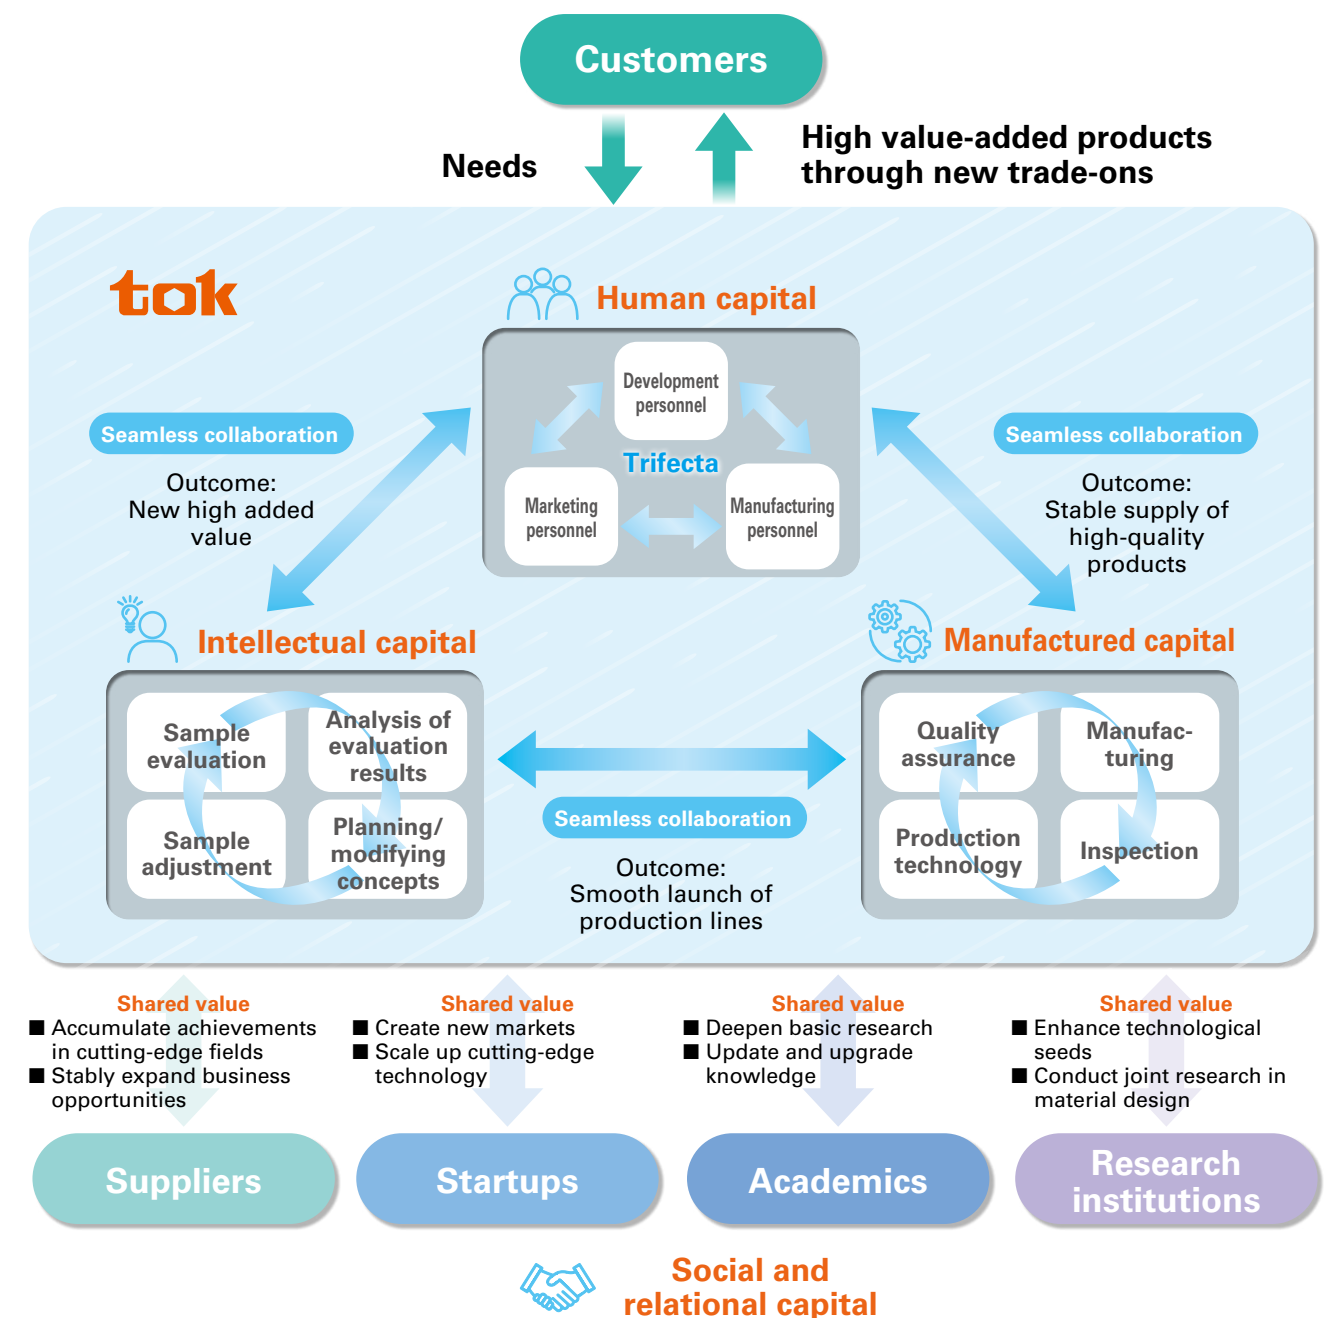 Customers
Needs
High value-added products
through new trade-ons
tok
Human capital
Development
personnel
Trifecta
Marketing
personnel
Manufacturing
personnel
Seamless collaboration
Outcome:
New high added
value
Seamless collaboration
Outcome:
Stable supply of
high-quality
products
Intellectual capital
Sample
evaluation
Analysis of
evaluation
results
Sample
adjustment
Planning/
modifying
concepts
Seamless collaboration
Outcome:
Smooth launch of
production lines
Manufactured capital
Quality
assurance
Manufac-
turing
Production
technology
Inspection
Shared value
■ Accumulate achievements
in cutting-edge fields
■ Stably expand business
opportunities
Suppliers
Shared value
■ Create new markets
■ Scale up cutting-edge
technology
Startups
Shared value
■ Deepen basic research
■ Update and upgrade
knowledge
Academics
Shared value
■ Enhance technological
seeds
■ Conduct joint research in
material design
Research
institutions
Social and
relational capital